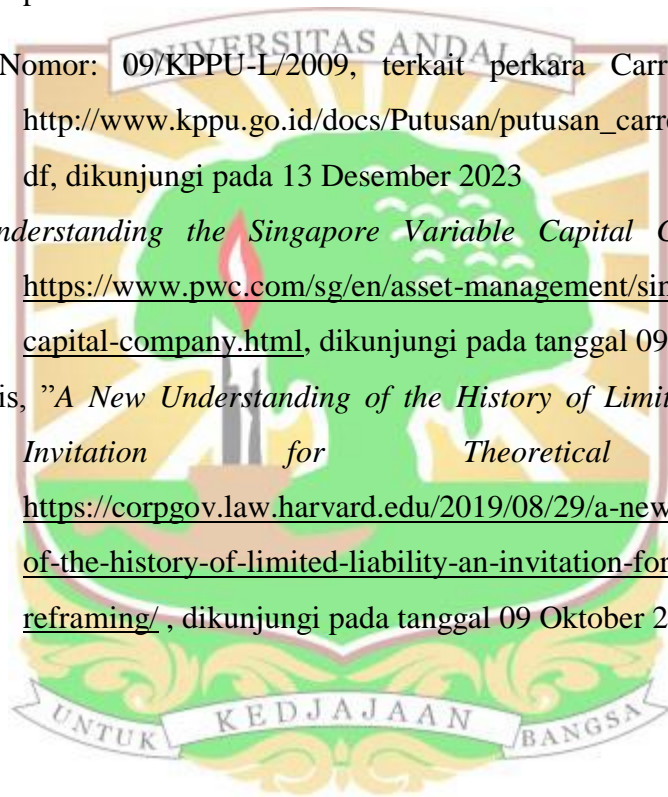 UNIVERSITAS ANDALAS
Nomor: 09/KPPU-L/2009, terkait perkara Carr
http://www.kppu.go.id/docs/Putusan/putusan_carr
df, dikunjungi pada 13 Desember 2023
nderstanding the Singapore Variable Capital C
https://www.pwc.com/sg/en/asset-management/sin
capital-company.html, dikunjungi pada tanggal 09
is, ”A New Understanding of the History of Limit
Invitation for Theoretical
https://corpgov.law.harvard.edu/2019/08/29/a-new
of-the-history-of-limited-liability-an-invitation-for
reframing/ , dikunjungi pada tanggal 09 Oktober 2
UNTUK KEDJAJAAN BANGSA